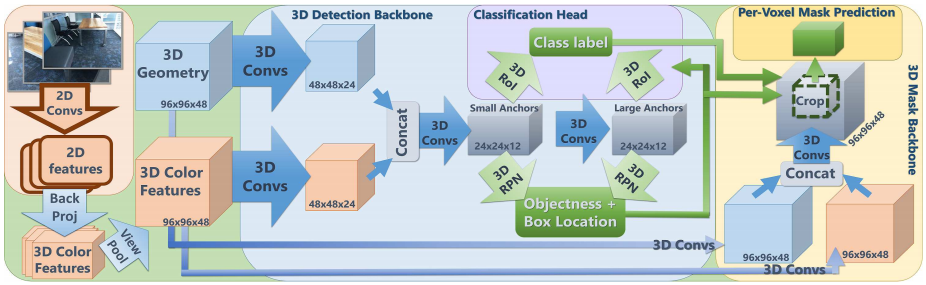 3D Detection Backbone
Classification Head
Per-Voxel Mask Prediction
2D
Convs
2D
features
Back
Proj
View
Pool
3D Color
Features
3D
Geometry
96x96x48
3D Color
Features
96x96x48
3D
Convs
3D
Convs
48x48x24
48x48x24
Concat
3D
Convs
Class label
3D
RoI
3D
RoI
Small Anchors
24x24x12
3D
Convs
Large Anchors
24x24x12
3D
RPN
3D
RPN
Objectness +
Box Location
Crop
96x96x48
3D
Convs
Concat
96x96x48
96x96x48
3D Convs
3D Convs
3D Mask Backbone